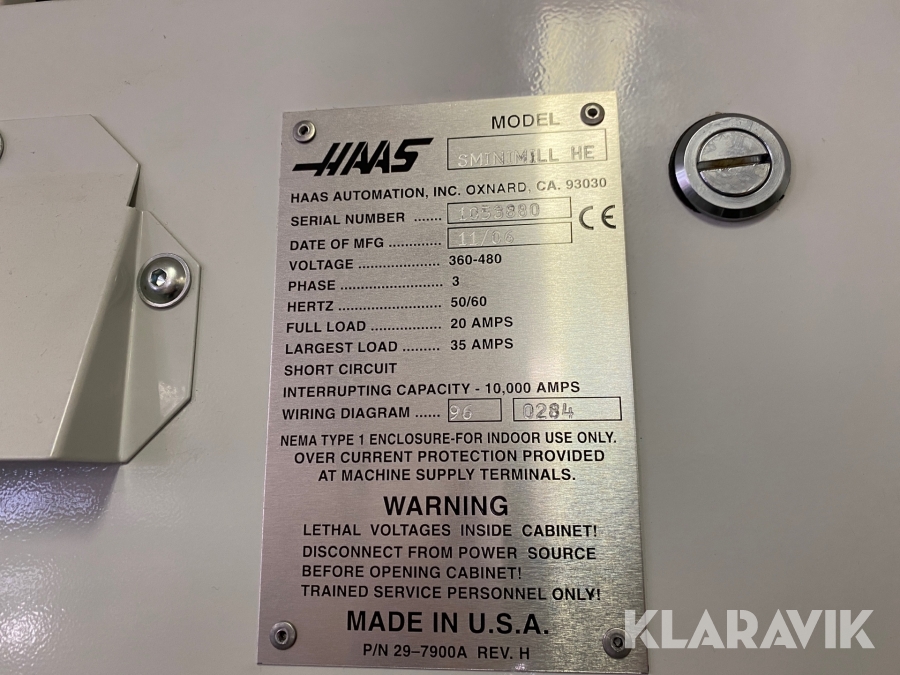 MODEL
HAAS
SMINIMILL HE
HAAS AUTOMATION, INC. OXNARD, CA. 93030
SERIAL NUMBER ...... 1053880
CE
DATE OF MFG ............. 11/06
VOLTAGE ..................... 360-480
PHASE .......................... 3
HERTZ .......................... 50/60
FULL LOAD .................. 20 AMPS
LARGEST LOAD ......... 35 AMPS
SHORT CIRCUIT
INTERRUPTING CAPACITY - 10,000 AMPS
WIRING DIAGRAM ...... 96 0284
NEMA TYPE 1 ENCLOSURE-FOR INDOOR USE ONLY.
OVER CURRENT PROTECTION PROVIDED
AT MACHINE SUPPLY TERMINALS.
WARNING
LETHAL VOLTAGES INSIDE CABINET!
DISCONNECT FROM POWER SOURCE
BEFORE OPENING CABINET!
TRAINED SERVICE PERSONNEL ONLY!
MADE IN U.S.A.
P/N 29-7900A REV. H
KLARAVIK